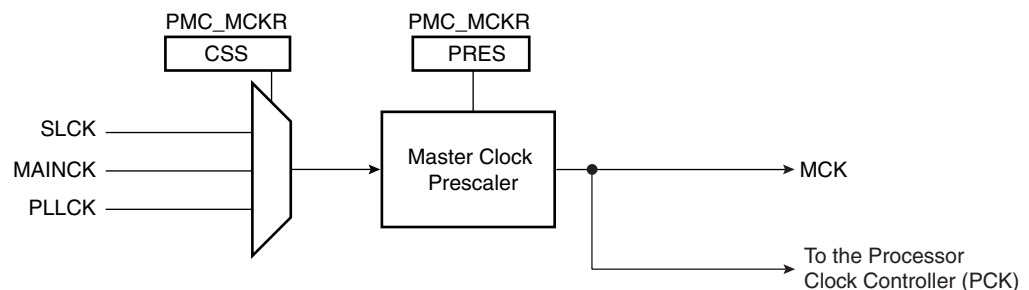 PMC_MCKR
PMC_MCKR
CSS
PRES
SLCK
MAINCK
PLLCK
Master Clock
Prescaler
MCK
To the Processor
Clock Controller (PCK)